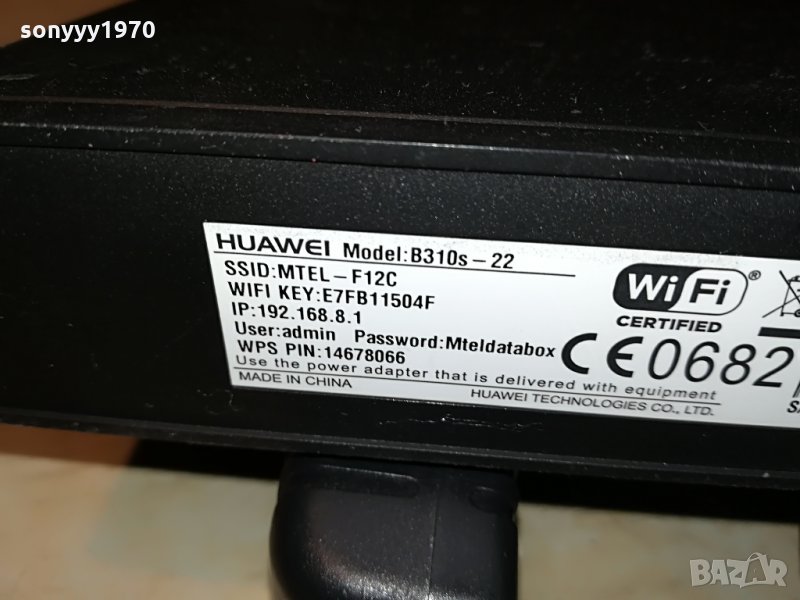 sonyyy1970
HUAWEI Model:B310s-22
SSID:MTEL-F12C
WIFI KEY:E7FB11504F
IP:192.168.8.1
User:admin Password:Mteldatabox
WPS PIN:14678066
Use the power adapter that is delivered with equipment
MADE IN CHINA
HUAWEI TECHNOLOGIES CO., LTD.
WiFi®
CERTIFIED
CE0682
BAZAR